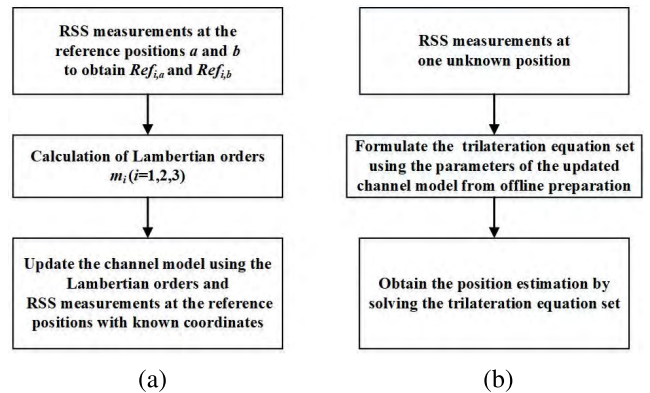 RSS measurements at the
reference positions a and b
to obtain Refi,a and Refi,b
Calculation of Lambertian orders
mi (i=1,2,3)
Update the channel model using the
Lambertian orders and
RSS measurements at the reference
positions with known coordinates
(a)
RSS measurements at
one unknown position
Formulate the trilateration equation set
using the parameters of the updated
channel model from offline preparation
Obtain the position estimation by
solving the trilateration equation set
(b)